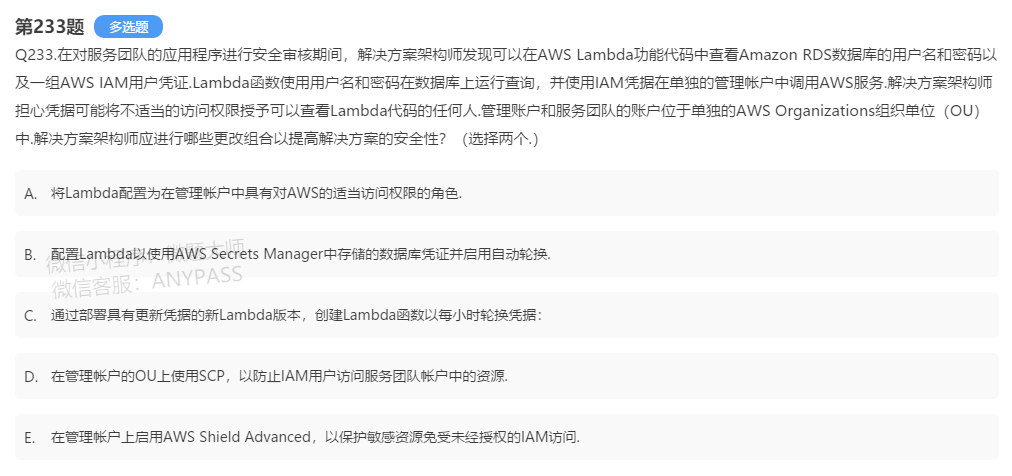 第233题 多选题
Q233.在对服务团队的应用程序进行安全审核期间，解决方案架构师发现可以在AWS Lambda功能代码中查看Amazon RDS数据库的用户名和密码以
及一组AWS IAM用户凭证.Lambda函数使用用户名和密码在数据库上运行查询，并使用IAM凭据在单独的管理帐户中调用AWS服务.解决方案架构师
担心凭据可能将不适当的访问权限授予可以查看Lambda代码的任何人.管理账户和服务团队的账户位于单独的AWS Organizations组织单位（OU）
中.解决方案架构师应进行哪些更改组合以提高解决方案的安全性？（选择两个.）
A. 将Lambda配置为在管理帐户中具有对AWS的适当访问权限的角色.
B. 配置Lambda以使用AWS Secrets Manager中存储的数据库凭证并启用自动轮换.
微信小程序：微题大师
微信客服：ANYPASS
C. 通过部署具有更新凭据的新Lambda版本，创建Lambda函数以每小时轮换凭据：
D. 在管理帐户的OU上使用SCP，以防止IAM用户访问服务团队帐户中的资源.
E. 在管理帐户上启用AWS Shield Advanced，以保护敏感资源免受未经授权的IAM访问.